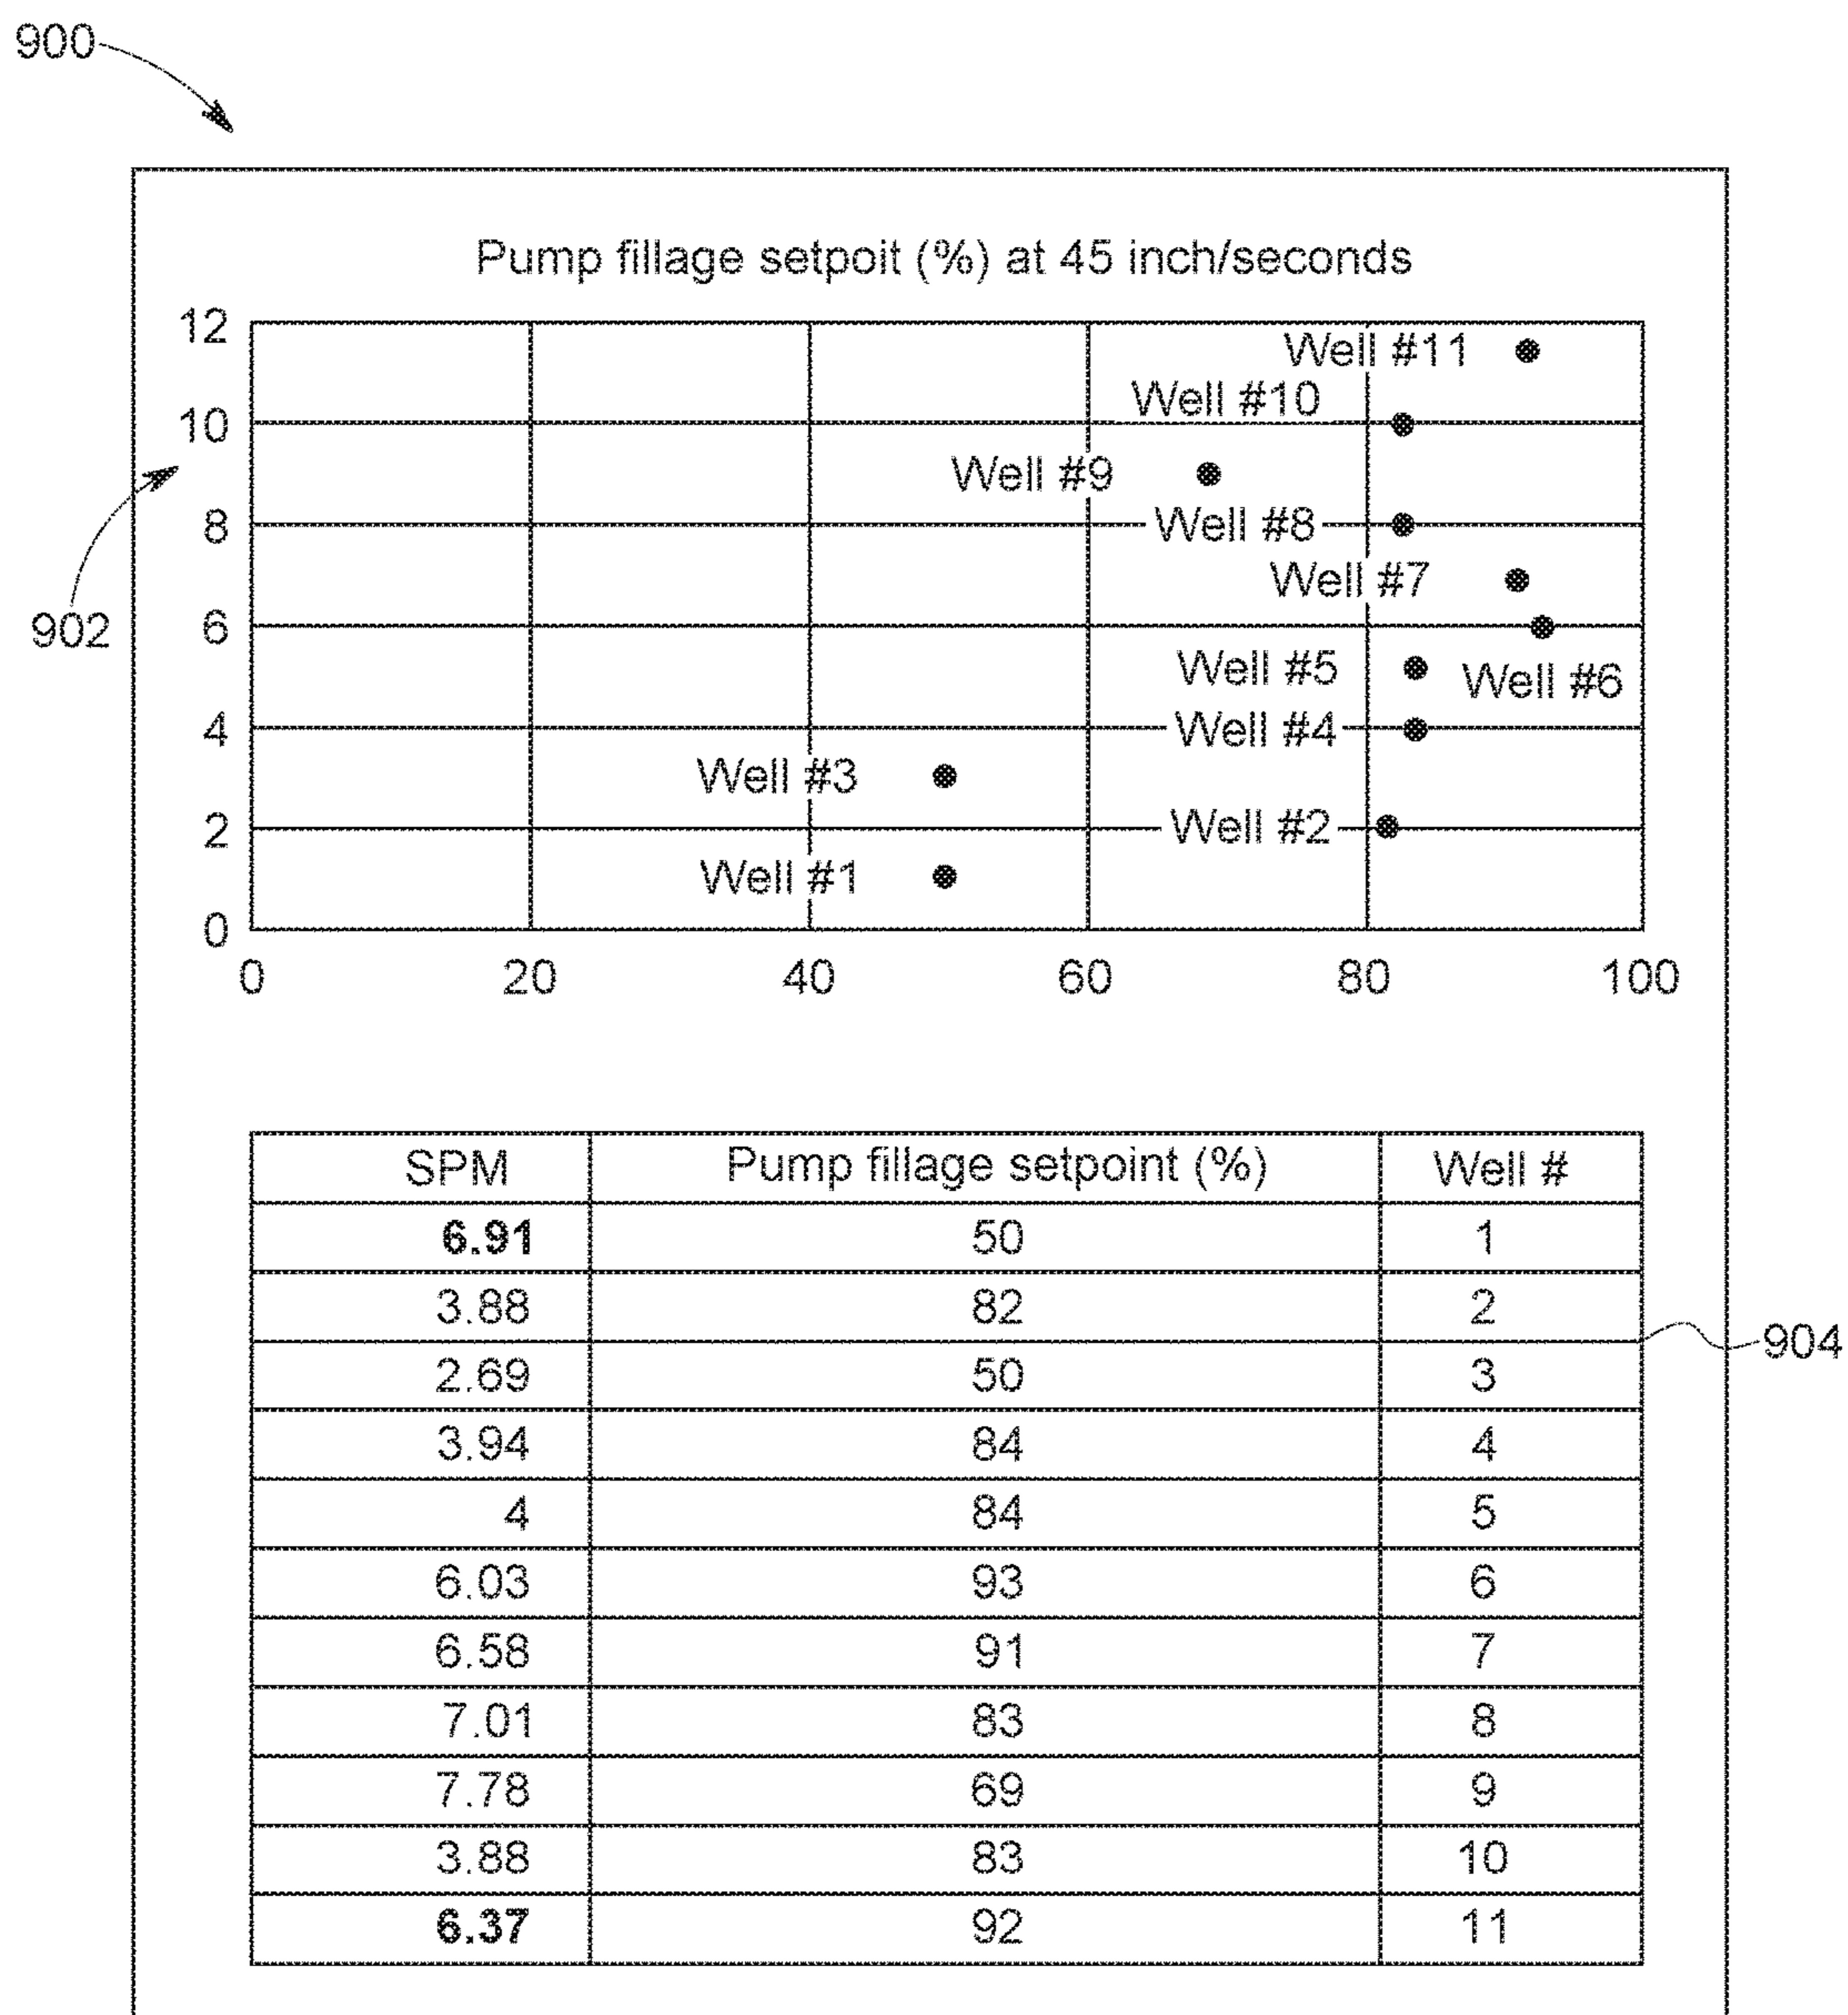 900
Pump fillage setpoit (%) at 45 inch/seconds
12
Well #11
Well #10
10
902
Well #9
8
Well #8
Well #7
6
Well #5
Well #6
4
Well #4
Well #3
2
Well #2
Well #1
0
0 20 40 60 80 100
SPM Pump fillage setpoint (%) Well #
6.91 50 1
3.88 82 2
904
2.69 50 3
3.94 84 4
4 84 5
6.03 93 6
6.58 91 7
7.01 83 8
7.78 69 9
3.88 83 10
6.37 92 11